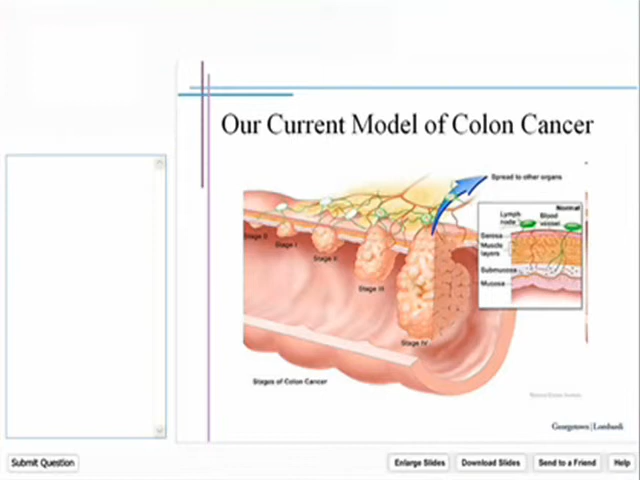 Our Current Model of Colon Cancer
Spread to other organs
Normal
Lymph node
Blood vessel
Serosa
Muscle layers
Submucosa
Mucosa
Stage 0
Stage I
Stage II
Stage III
Stage IV
Stages of Colon Cancer
Georgetown | Lombardi
Submit Question
Enlarge Slides
Download Slides
Send to a Friend
Help